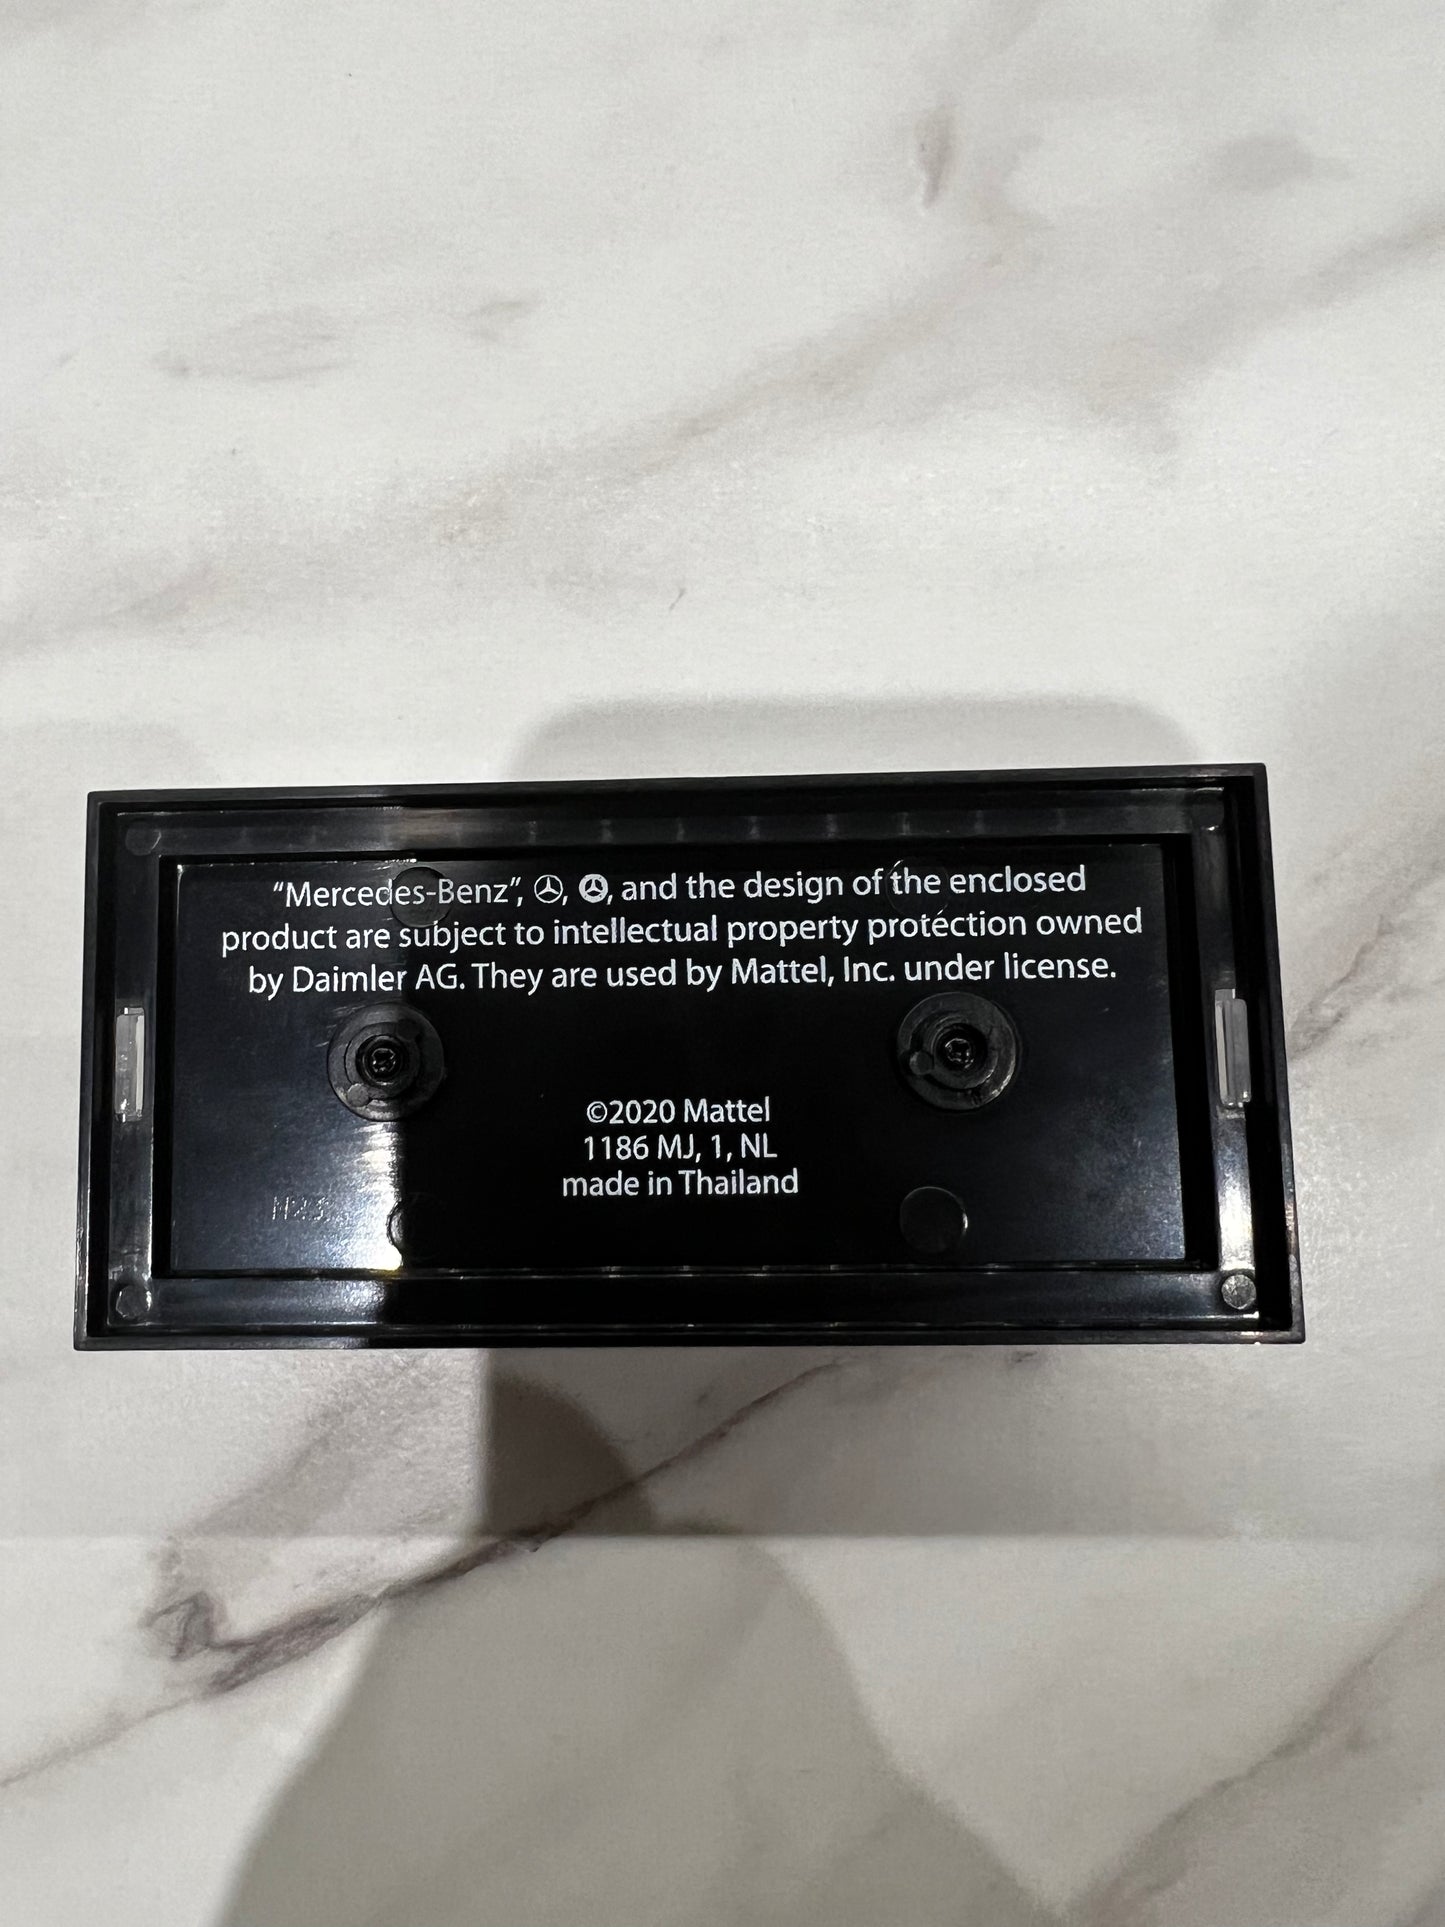 “Mercedes-Benz”, , , and the design of the enclosed
product are subject to intellectual property protection owned
by Daimler AG. They are used by Mattel, Inc. under license.
©2020 Mattel
1186 MJ, 1, NL
made in Thailand